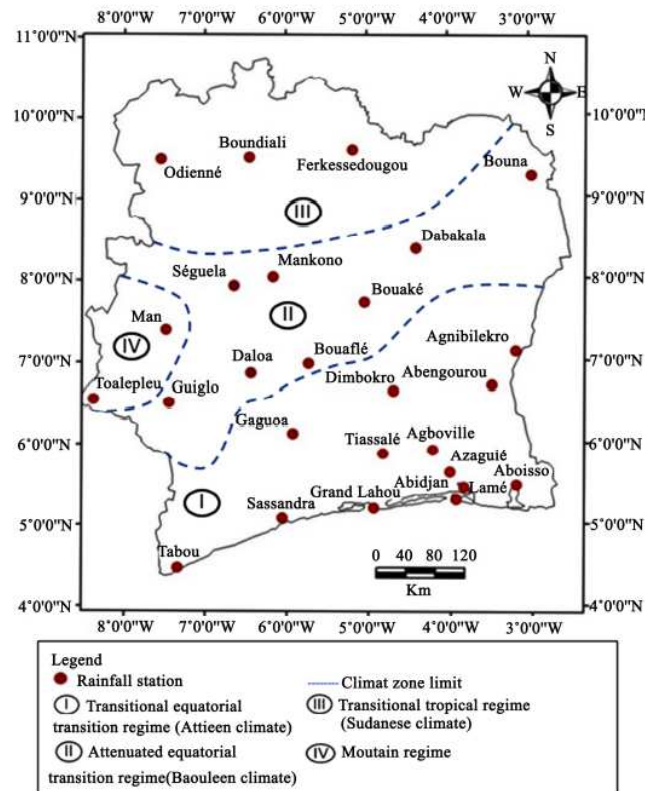 8°0'0"W 7°0'0"W 6°0'0"W 5°0'0"W 4°0'0"W 3°0'0"W
11°0'0"N
N
W E
S
10°0'0"N 10°0'0"N
Boundiali
Ferkessedougou
Odienné
Bouna
9°0'0"N 9°0'0"N
III
Dabakala
Mankono
Séguela
8°0'0"N 8°0'0"N
Bouaké
II
Man
Agnibilekro
IV
Bouaflé
Daloa
7°0'0"N 7°0'0"N
Dimbokro Abengourou
Toalepleu Guiglo
Gaguoa
Agboville
Tiassalé
6°0'0"N 6°0'0"N
Azaguié
Aboisso
Abidjan
Lamé
Grand Lahou
I
Sassandra
5°0'0"N 5°0'0"N
Tabou
0 40 80 120
Km
4°0'0"N 4°0'0"N
8°0'0"W 7°0'0"W 6°0'0"W 5°0'0"W 4°0'0"W 3°0'0"W
Legend
Rainfall station
Climat zone limit
I Transitional equatorial
transition regime (Attieen climate)
III Transitional tropical regime
(Sudanese climate)
II Attenuated equatorial
transition regime(Baouleen climate)
IV Moutain regime